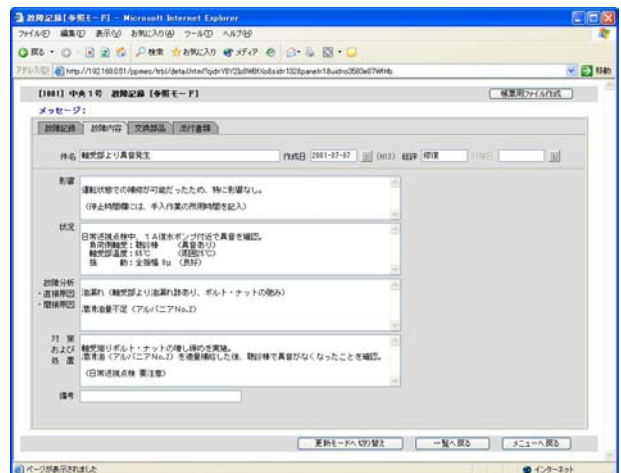 故障記録[参照モード] - Microsoft Internet Explorer
ファイル(F) 編集(E) 表示(V) お気に入り(A) ツール(T) ヘルプ(H)
戻る 検索 お気に入り メディア
アドレス(D) 移動
[1001] 中央1号 故障記録 [参照モード] 帳票用ファイル作成
メッセージ:
故障記録 故障内容 交換部品 添付書類
件名 軸受部より異音発生 作成日 2001-07-07 (H13) 総評 修復
影響 運転状態での補修が可能だったため、特に影響なし。
(停止時間欄には、手入作業の所用時間を記入)
状況 日常巡視点検中、1A復水ポンプ付近で異音を確認。
負荷側軸受:聴診棒 (異音あり)
軸受部温度:65℃ (周囲25℃)
振 動:全振幅 8μ (良好)
故障分析
・直接原因
・間接原因
油漏れ (軸受部より油漏れ跡あり、ボルト・ナットの弛み)
潤滑油量不足 (アルバニアNo.2)
対 策
および
処 置
軸受廻りボルト・ナットの増し締めを実施。
潤滑油(アルバニアNo.2)を適量補給した後、聴診棒で異音がなくなったことを確認。
(日常巡視点検 要注意)
備考
更新モードへ切り替え 一覧へ戻る メニューへ戻る
ページが表示されました インターネット